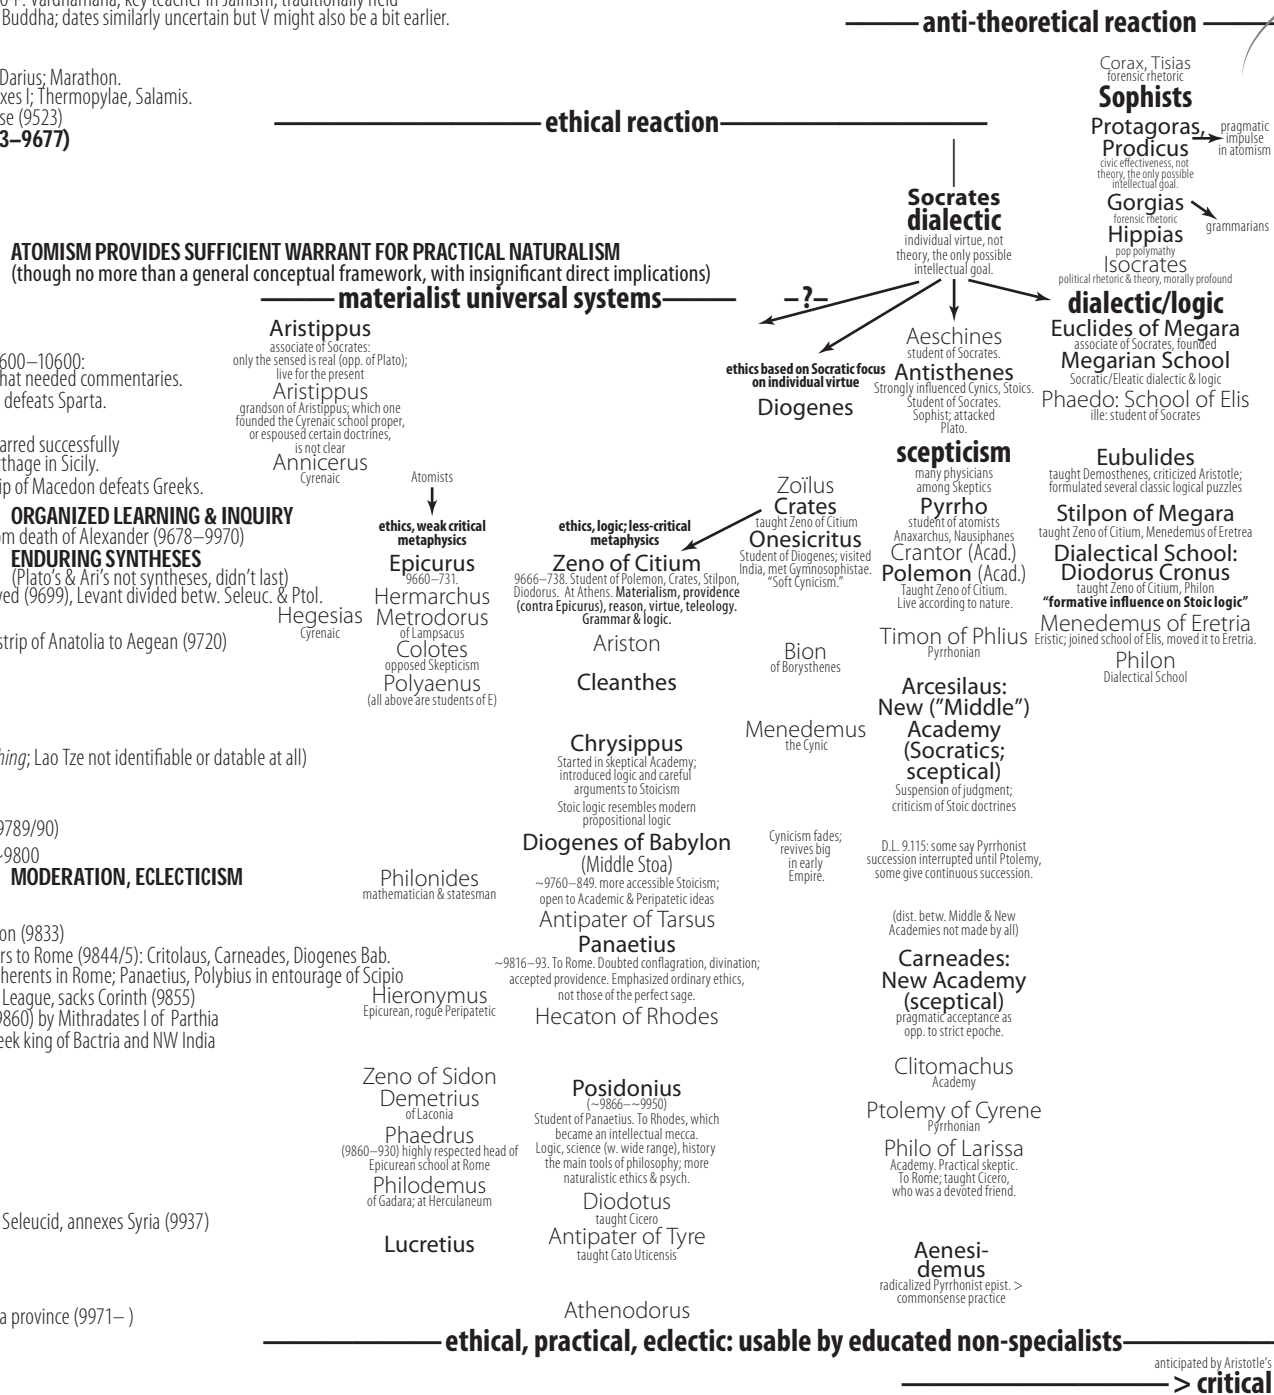 Buddha; dates similarly uncertain but V might also be a bit earlier.
anti-theoretical reaction
Darius; Marathon.
xes I; Thermopylae, Salamis.
se (9523)
3–9677)
ethical reaction
Corax, Tisias
forensic rhetoric
Sophists
Protagoras,
Prodicus
civic effectiveness, not
theory, the only possible
intellectual goal.
pragmatic
impulse
in atomism
Gorgias
forensic rhetoric
grammarians
Hippias
pop polymathy
Isocrates
political rhetoric & theory, morally profound
Socrates
dialectic
individual virtue, not
theory, the only possible
intellectual goal.
ATOMISM PROVIDES SUFFICIENT WARRANT FOR PRACTICAL NATURALISM
(though no more than a general conceptual framework, with insignificant direct implications)
materialist universal systems
–?–
dialectic/logic
Euclides of Megara
associate of Socrates, founded
Megarian School
Socratic/Eleatic dialectic & logic
Phaedo: School of Elis
ille: student of Socrates
Eubulides
taught Demosthenes, criticized Aristotle;
formulated several classic logical puzzles
Stilpon of Megara
taught Zeno of Citium, Menedemus of Eretrea
Dialectical School:
Diodorus Cronus
taught Zeno of Citium, Philon
“formative influence on Stoic logic”
Menedemus of Eretria
Eristic; joined school of Elis, moved it to Eretria.
Philon
Dialectical School
Aristippus
associate of Socrates:
only the sensed is real (opp. of Plato);
live for the present
Aristippus
grandson of Aristippus; which one
founded the Cyrenaic school proper,
or espoused certain doctrines,
is not clear
Annicerus
Cyrenaic
600–10600:
hat needed commentaries.
defeats Sparta.
arred successfully
rthage in Sicily.
ip of Macedon defeats Greeks.
ORGANIZED LEARNING & INQUIRY
om death of Alexander (9678–9970)
ENDURING SYNTHESES
(Plato’s & Ari’s not syntheses, didn’t last)
ved (9699), Levant divided betw. Seleuc. & Ptol.
Hegesias
Cyrenaic
strip of Anatolia to Aegean (9720)
hing; Lao Tze not identifiable or datable at all)
9789/90)
~9800
MODERATION, ECLECTICISM
on (9833)
rs to Rome (9844/5): Critolaus, Carneades, Diogenes Bab.
herents in Rome; Panaetius, Polybius in entourage of Scipio
League, sacks Corinth (9855)
9860) by Mithradates I of Parthia
eek king of Bactria and NW India
Seleucid, annexes Syria (9937)
a province (9971– )
Atomists
ethics, weak critical
metaphysics
Epicurus
9660–731.
Hermarchus
Metrodorus
of Lampsacus
Colotes
opposed Skepticism
Polyaenus
(all above are students of E)
Philonides
mathematician & statesman
Hieronymus
Epicurean, rogue Peripatetic
Zeno of Sidon
Demetrius
of Laconia
Phaedrus
(9860–930) highly respected head of
Epicurean school at Rome
Philodemus
of Gadara; at Herculaneum
Lucretius
ethics, logic; less-critical
metaphysics
Zeno of Citium
9666–738. Student of Polemon, Crates, Stilpon,
Diodorus. At Athens. Materialism, providence
(contra Epicurus), reason, virtue, teleology.
Grammar & logic.
Ariston
Cleanthes
Chrysippus
Started in skeptical Academy;
introduced logic and careful
arguments to Stoicism
Stoic logic resembles modern
propositional logic
Diogenes of Babylon
(Middle Stoa)
~9760–849. more accessible Stoicism;
open to Academic & Peripatetic ideas
Antipater of Tarsus
Panaetius
~9816–93. To Rome. Doubted conflagration, divination;
accepted providence. Emphasized ordinary ethics,
not those of the perfect sage.
Hecaton of Rhodes
Posidonius
(~9866–~9950)
Student of Panaetius. To Rhodes, which
became an intellectual mecca.
Logic, science (w. wide range), history
the main tools of philosophy; more
naturalistic ethics & psych.
Diodotus
taught Cicero
Antipater of Tyre
taught Cato Uticensis
Athenodorus
ethics based on Socratic focus
on individual virtue
Diogenes
Zoïlus
Crates
taught Zeno of Citium
Onesicritus
Student of Diogenes; visited
India, met Gymnosophistae.
“Soft Cynicism.”
Bion
of Borysthenes
Menedemus
the Cynic
Cynicism fades;
revives big
in early
Empire.
Aeschines
student of Socrates.
Antisthenes
Strongly influenced Cynics, Stoics.
Student of Socrates.
Sophist; attacked
Plato.
scepticism
many physicians
among Skeptics
Pyrrho
student of atomists
Anaxarchus, Nausiphanes
Crantor (Acad.)
Polemon (Acad.)
Taught Zeno of Citium.
Live according to nature.
Timon of Phlius
Pyrrhonian
Arcesilaus:
New (”Middle”)
Academy
(Socratics;
sceptical)
Suspension of judgment;
criticism of Stoic doctrines
D.L. 9.115: some say Pyrrhonist
succession interrupted until Ptolemy,
some give continuous succession.
(dist. betw. Middle & New
Academies not made by all)
Carneades:
New Academy
(sceptical)
pragmatic acceptance as
opp. to strict epoche.
Clitomachus
Academy
Ptolemy of Cyrene
Pyrrhonian
Philo of Larissa
Academy. Practical skeptic.
To Rome; taught Cicero,
who was a devoted friend.
Aenesi-
demus
radicalized Pyrrhonist epist. >
commonsense practice
ethical, practical, eclectic: usable by educated non-specialists
anticipated by Aristotle’s
> critical